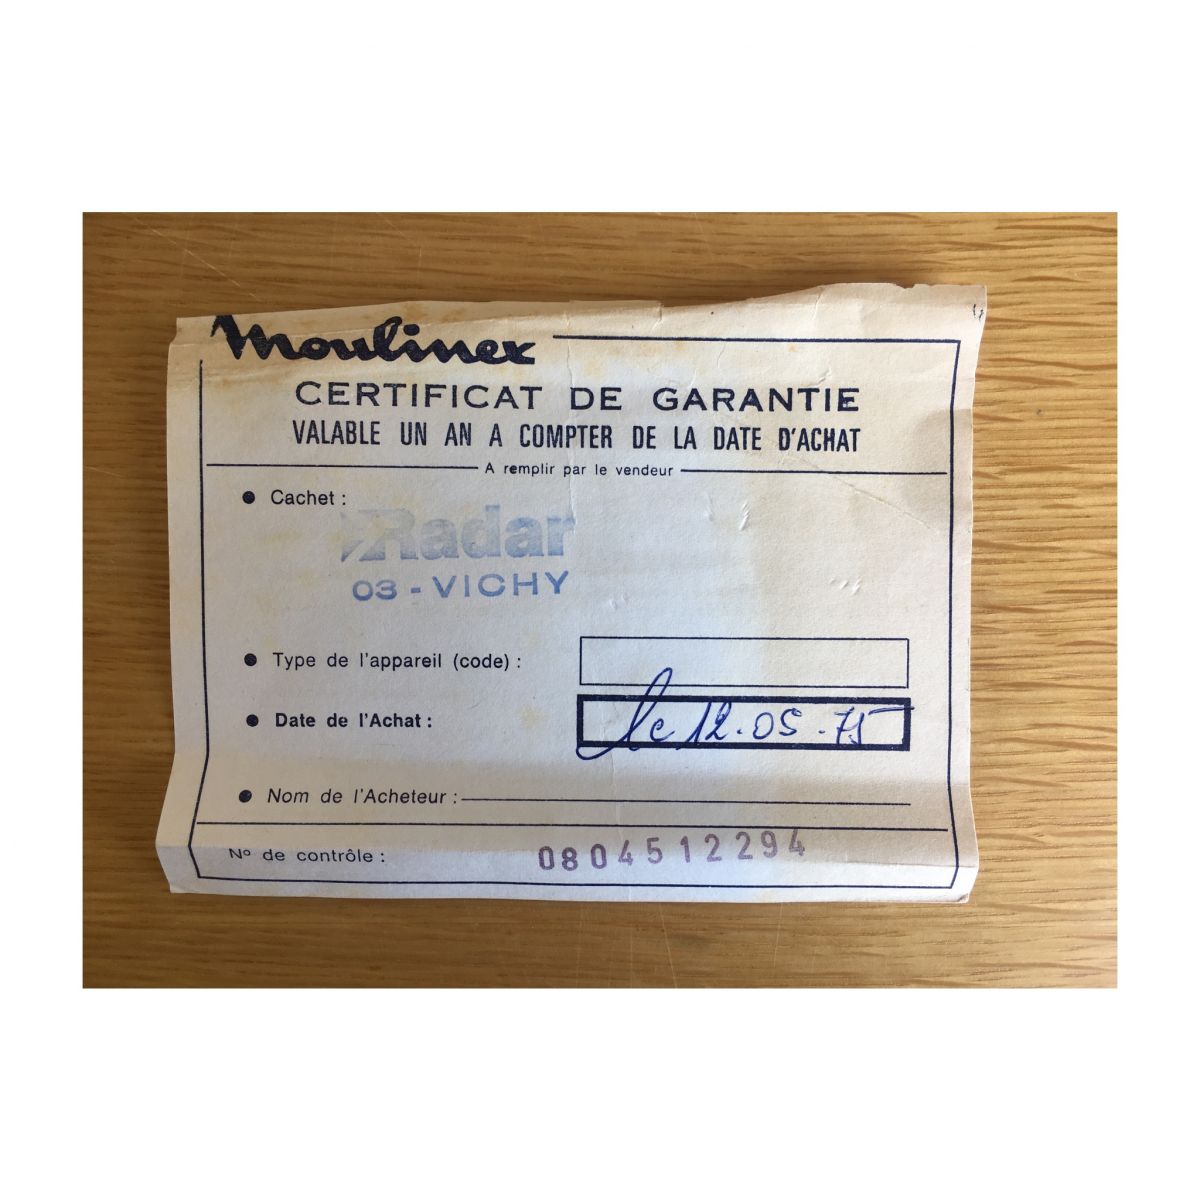 Moulinex
CERTIFICAT DE GARANTIE
VALABLE UN AN A COMPTER DE LA DATE D'ACHAT
A remplir par le vendeur
● Cachet :
Radar
03 - VICHY
● Type de l'appareil (code) :
● Date de l'Achat : le 12.05.75
● Nom de l'Acheteur :
Nº de contrôle : 0804512294